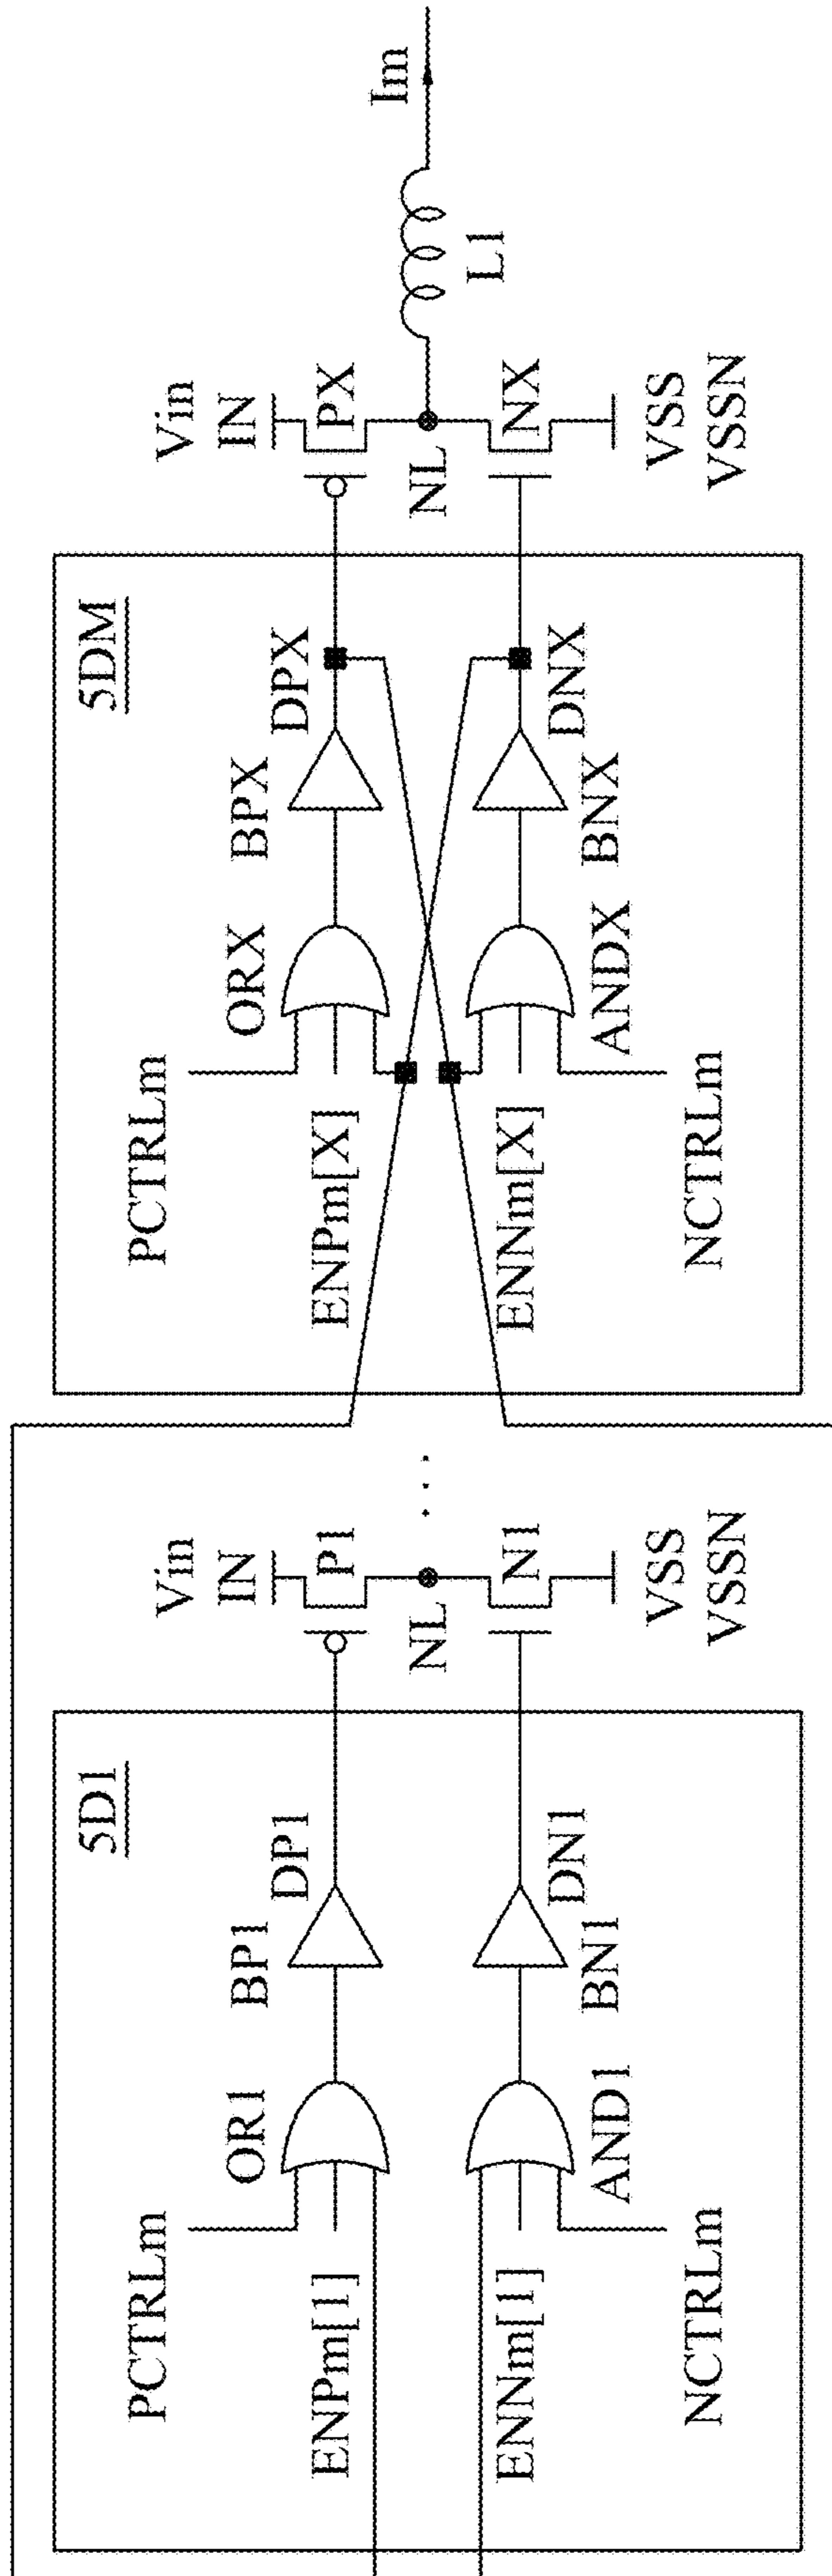 5D1
PCTRLm
OR1
BP1
DP1
ENPm[1]
ENNm[1]
AND1
BN1
DN1
NCTRLm
Vin
IN
P1
NL
N1
VSS
VSSN
. . .
5DM
PCTRLm
ORX
BPX
DPX
ENPm[X]
ENNm[X]
ANDX
BNX
DNX
NCTRLm
Vin
IN
PX
NL
NX
VSS
VSSN
L1
Im